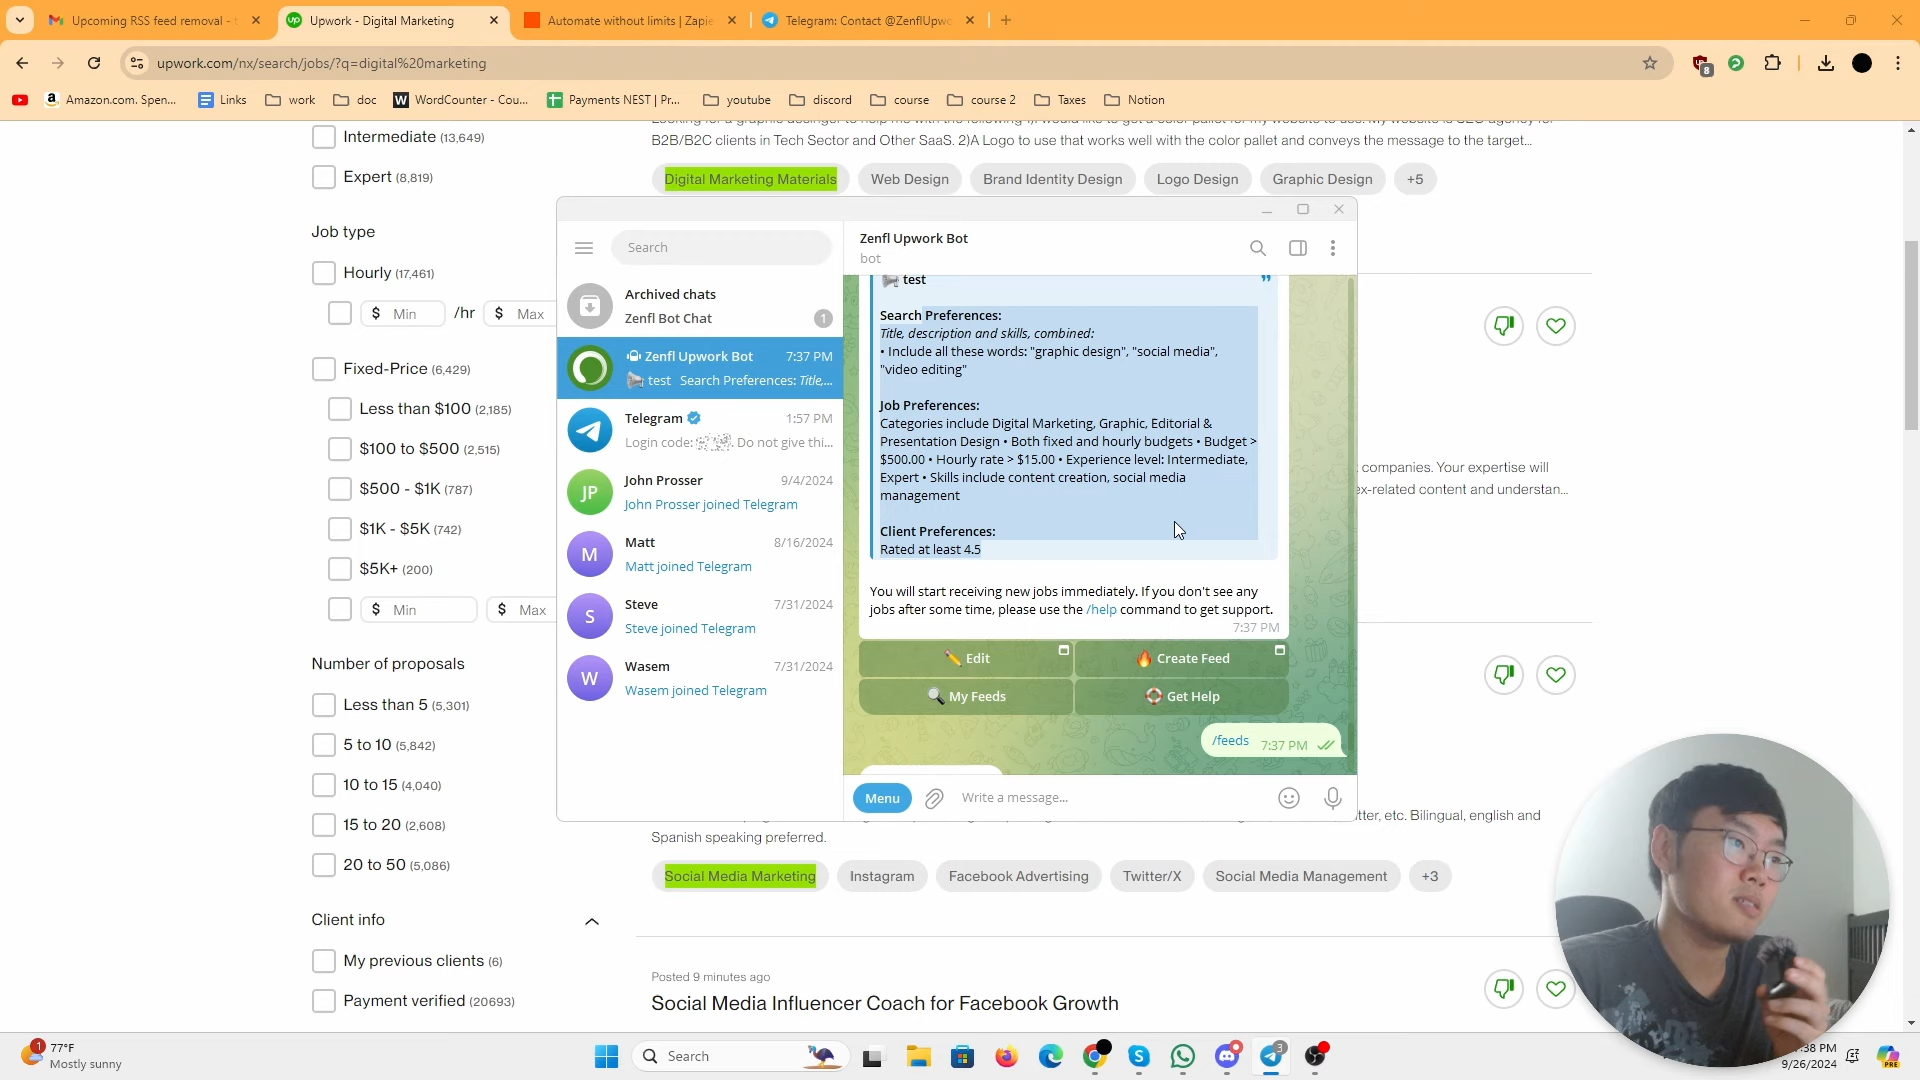 Upcoming RSS feed removal - t
Upwork - Digital Marketing
Automate without limits | Zapie
Telegram: Contact @ZenflUpwo
upwork.com/nx/search/jobs/?q=digital%20marketing
8
Amazon.com. Spen...
Links
work
doc
WordCounter - Cou...
Payments NEST | Pr...
youtube
discord
course
course 2
Taxes
Notion
Intermediate (13,649)
Expert (8,819)
Job type
Hourly (17,461)
$ Min /hr $ Max
Fixed-Price (6,429)
Less than $100 (2,185)
$100 to $500 (2,515)
$500 - $1K (787)
$1K - $5K (742)
$5K+ (200)
$ Min $ Max
Number of proposals
Less than 5 (5,301)
5 to 10 (5,842)
10 to 15 (4,040)
15 to 20 (2,608)
20 to 50 (5,086)
Client info
My previous clients (6)
Payment verified (20693)
B2B/B2C clients in Tech Sector and Other SaaS. 2)A Logo to use that works well with the color pallet and conveys the message to the target...
Digital Marketing Materials
Web Design
Brand Identity Design
Logo Design
Graphic Design
+5
Search
Archived chats
Zenfl Bot Chat
1
Zenfl Upwork Bot 7:37 PM
test Search Preferences: Title,...
Telegram 1:57 PM
Login code: Do not give thi...
JP
John Prosser 9/4/2024
John Prosser joined Telegram
M
Matt 8/16/2024
Matt joined Telegram
S
Steve 7/31/2024
Steve joined Telegram
W
Wasem 7/31/2024
Wasem joined Telegram
Zenfl Upwork Bot
bot
test
Search Preferences:
Title, description and skills, combined:
• Include all these words: "graphic design", "social media",
"video editing"
Job Preferences:
Categories include Digital Marketing, Graphic, Editorial &
Presentation Design • Both fixed and hourly budgets • Budget >
$500.00 • Hourly rate > $15.00 • Experience level: Intermediate,
Expert • Skills include content creation, social media
management
Client Preferences:
Rated at least 4.5
You will start receiving new jobs immediately. If you don't see any
jobs after some time, please use the /help command to get support.
7:37 PM
Edit
Create Feed
My Feeds
Get Help
/feeds 7:37 PM
Menu
Write a message...
companies. Your expertise will
ex-related content and understan...
tter, etc. Bilingual, english and
Spanish speaking preferred.
Social Media Marketing
Instagram
Facebook Advertising
Twitter/X
Social Media Management
+3
Posted 9 minutes ago
Social Media Influencer Coach for Facebook Growth
1
77°F
Mostly sunny
Search
3
:38 PM
9/26/2024
PRE